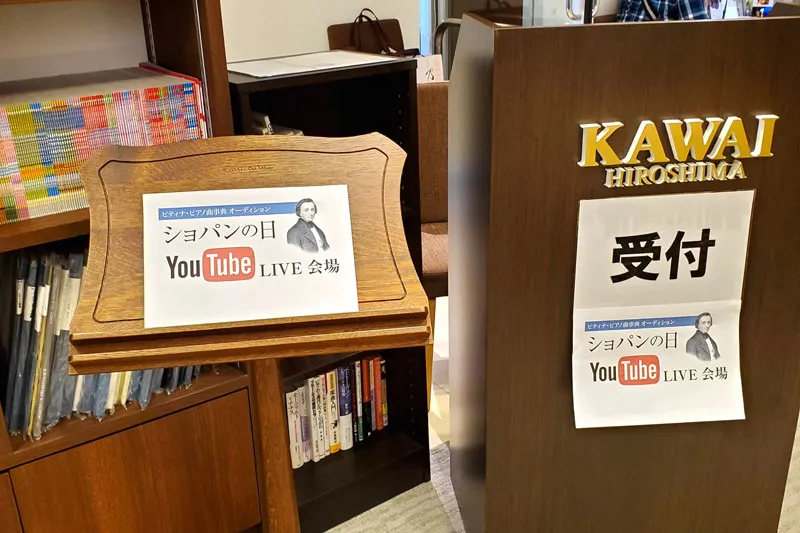 ピティナ・ピアノ曲事典 オーディション
ショパンの日
YouTube LIVE 会場
KAWAI
HIROSHIMA
受付
ピティナ・ピアノ曲事典 オーディション
ショパンの日
YouTube LIVE 会場